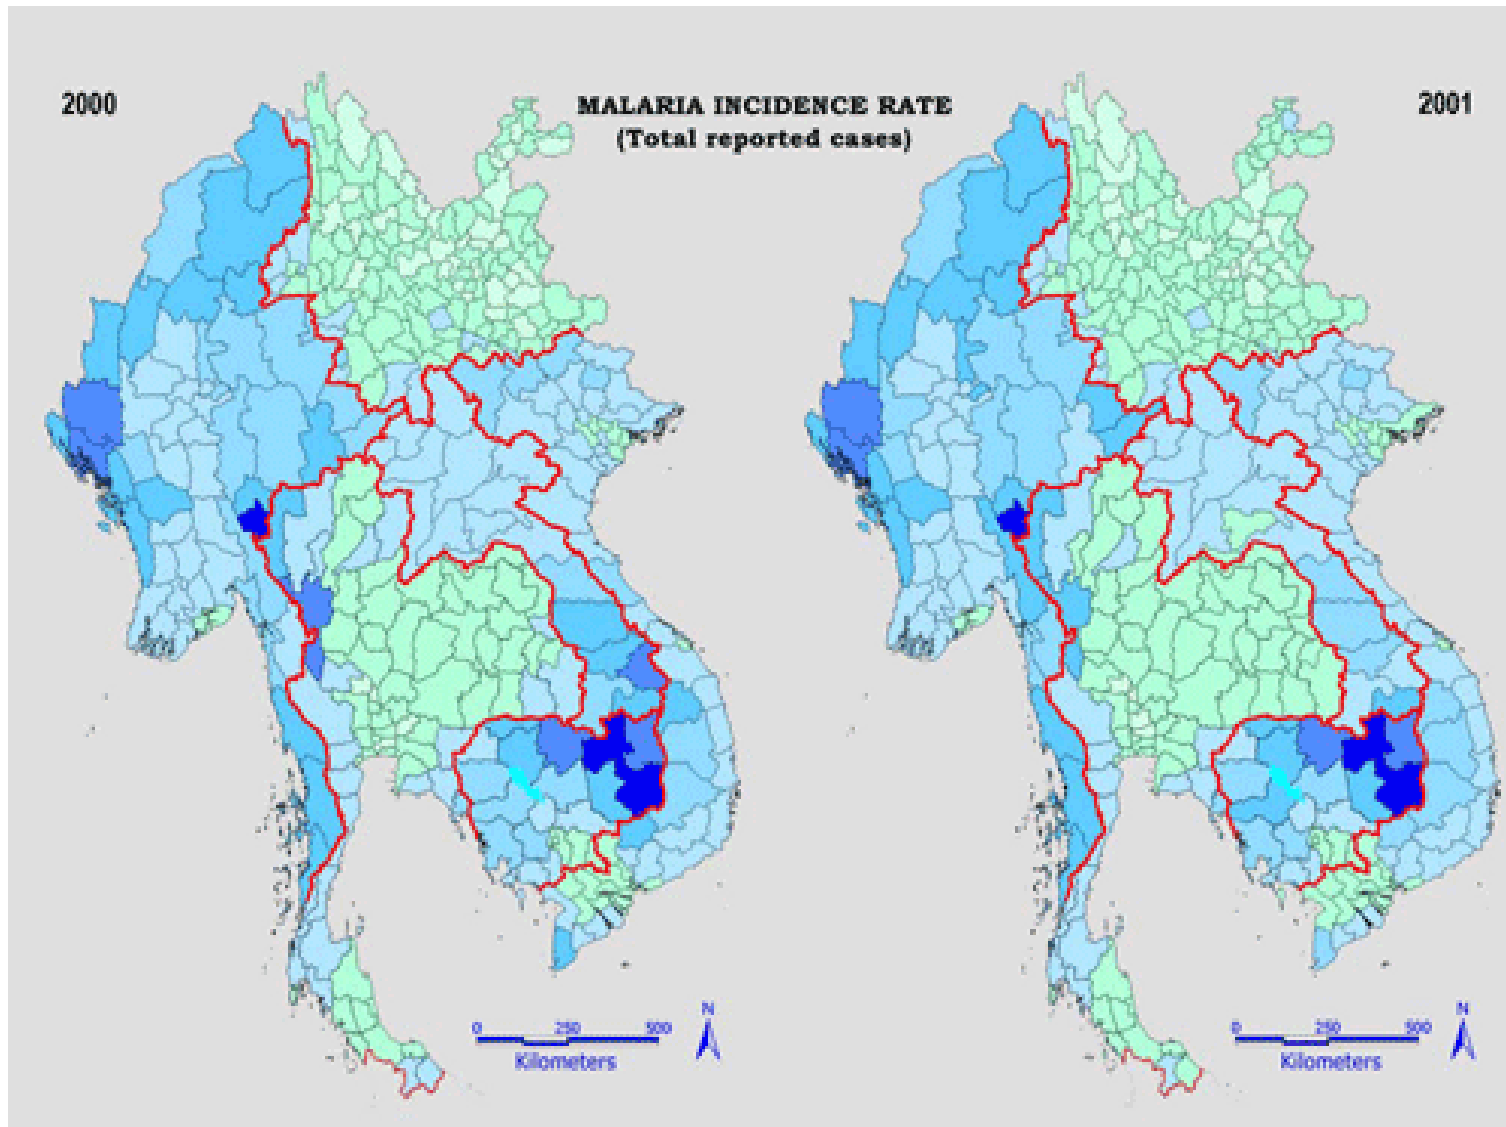 2000
MALARIA INCIDENCE RATE
(Total reported cases)
2001
N
0 250 500
Kilometers
N
0 250 500
Kilometers